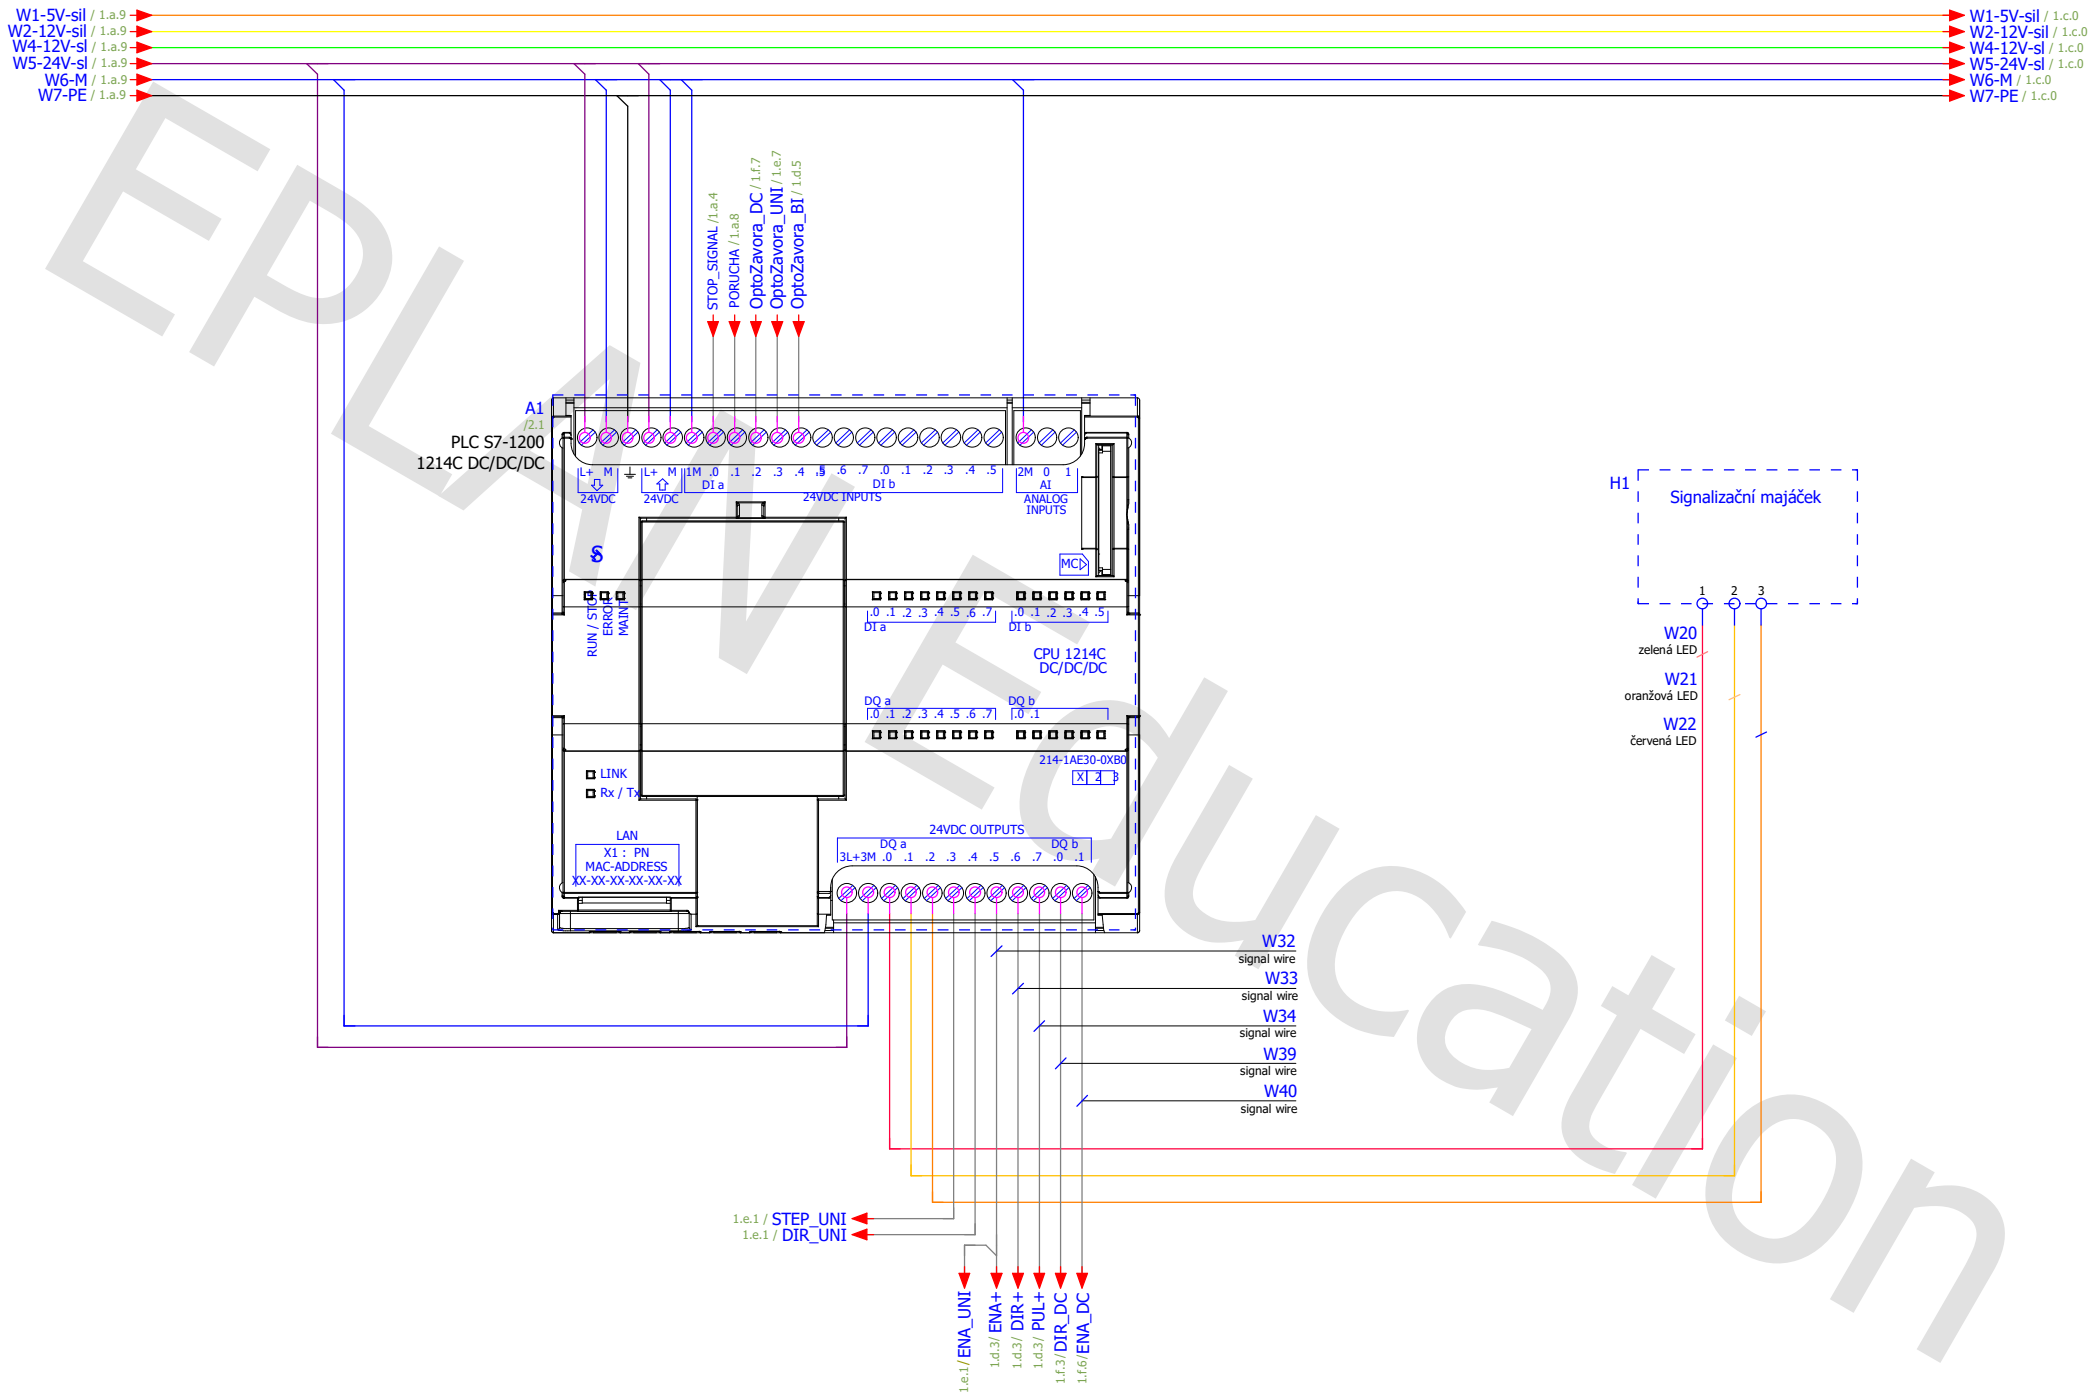 W1-5V-sil / 1.a.9
W2-12V-sil / 1.a.9
W4-12V-sl / 1.a.9
W5-24V-sl / 1.a.9
W6-M / 1.a.9
W7-PE / 1.a.9
W1-5V-sil / 1.c.0
W2-12V-sil / 1.c.0
W4-12V-sl / 1.c.0
W5-24V-sl / 1.c.0
W6-M / 1.c.0
W7-PE / 1.c.0
STOP_SIGNAL /1.a.4
PORUCHA / 1.a.8
OptoZavora_DC / 1.f.7
OptoZavora_UNI / 1.e.7
OptoZavora_BI / 1.d.5
A1
/2.1
PLC S7-1200
1214C DC/DC/DC
L+ M L+ M 1M .0 .1 .2 .3 .4 .5 .6 .7 .0 .1 .2 .3 .4 .5 2M 0 1
DI a DI b AI
24VDC 24VDC 24VDC INPUTS ANALOG
INPUTS
MC
RUN / STOP
ERROR
MAINT
.0 .1 .2 .3 .4 .5 .6 .7 .0 .1 .2 .3 .4 .5
DI a DI b
CPU 1214C
DC/DC/DC
DQ a DQ b
.0 .1 .2 .3 .4 .5 .6 .7 .0 .1
214-1AE30-0XB0
X 2 3
LINK
Rx / Tx
LAN
X1 : PN
MAC-ADDRESS
XX-XX-XX-XX-XX-XX
24VDC OUTPUTS
DQ a DQ b
3L+ 3M .0 .1 .2 .3 .4 .5 .6 .7 .0 .1
H1
Signalizační majáček
1 2 3
W20
zelená LED
W21
oranžová LED
W22
červená LED
W32
signal wire
W33
signal wire
W34
signal wire
W39
signal wire
W40
signal wire
1.e.1 / STEP_UNI
1.e.1 / DIR_UNI
1.e.1/ ENA_UNI
1.d.3/ ENA+
1.d.3/ DIR+
1.d.3/ PUL+
1.f.3/ DIR_DC
1.f.6/ ENA_DC
EPLAN Education